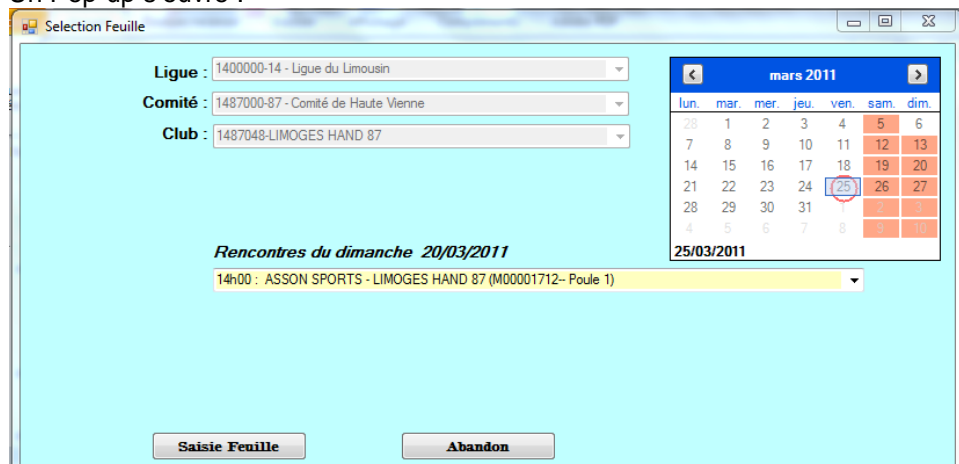 Un Pop-up s'ouvre :
Selection Feuille
Ligue : 1400000-14 - Ligue du Limousin
Comité : 1487000-87 - Comité de Haute Vienne
Club : 1487048-LIMOGES HAND 87
mars 2011
lun. mar. mer. jeu. ven. sam. dim.
28 1 2 3 4 5 6
7 8 9 10 11 12 13
14 15 16 17 18 19 20
21 22 23 24 25 26 27
28 29 30 31 1 2 3
4 5 6 7 8 9 10
25/03/2011
Rencontres du dimanche 20/03/2011
14h00 : ASSON SPORTS - LIMOGES HAND 87 (M00001712-- Poule 1)
Saisie Feuille
Abandon